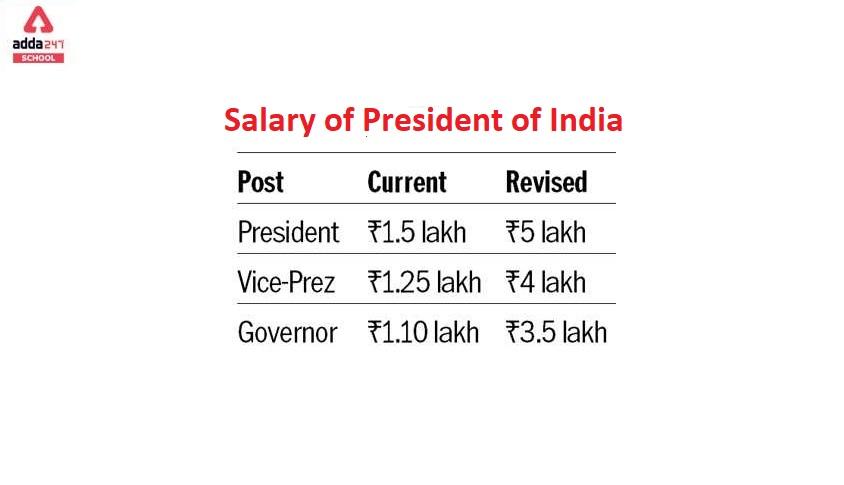 adda247
SCHOOL
Salary of President of India
Post Current Revised
President ₹1.5 lakh ₹5 lakh
Vice-Prez ₹1.25 lakh ₹4 lakh
Governor ₹1.10 lakh ₹3.5 lakh